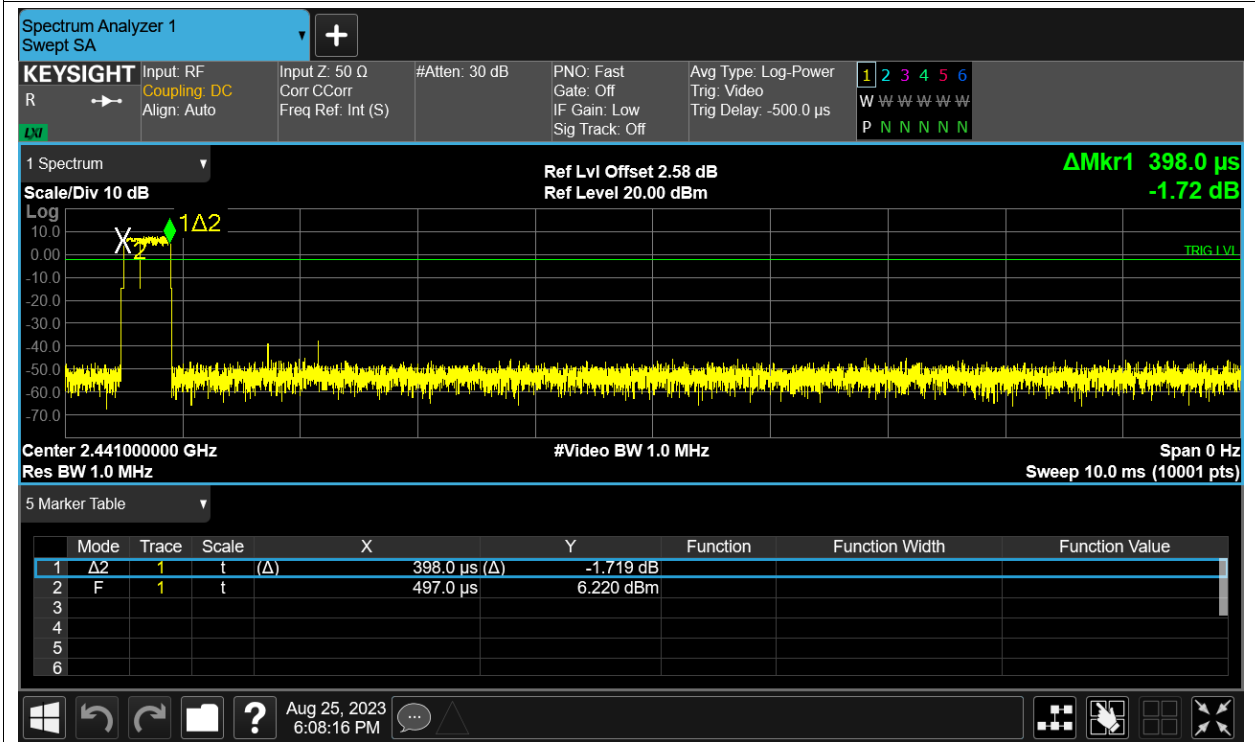 Spectrum Analyzer 1
Swept SA
KEYSIGHT
R
LXI
Input: RF
Coupling: DC
Align: Auto
Input Z: 50 Ω
Corr CCorr
Freq Ref: Int (S)
#Atten: 30 dB
PNO: Fast
Gate: Off
IF Gain: Low
Sig Track: Off
Avg Type: Log-Power
Trig: Video
Trig Delay: -500.0 µs
1 2 3 4 5 6
W W W W W W
P N N N N N
1 Spectrum
Scale/Div 10 dB
Ref Lvl Offset 2.58 dB
Ref Level 20.00 dBm
ΔMkr1 398.0 µs
-1.72 dB
Log
1Δ2
X2
TRIG LVL
10.0
0.00
-10.0
-20.0
-30.0
-40.0
-50.0
-60.0
-70.0
Center 2.441000000 GHz
#Video BW 1.0 MHz
Span 0 Hz
Res BW 1.0 MHz
Sweep 10.0 ms (10001 pts)
5 Marker Table
Mode Trace Scale X Y Function Function Width Function Value
1 Δ2 1 t (Δ) 398.0 µs (Δ) -1.719 dB
2 F 1 t 497.0 µs 6.220 dBm
3
4
5
6
?
Aug 25, 2023
6:08:16 PM